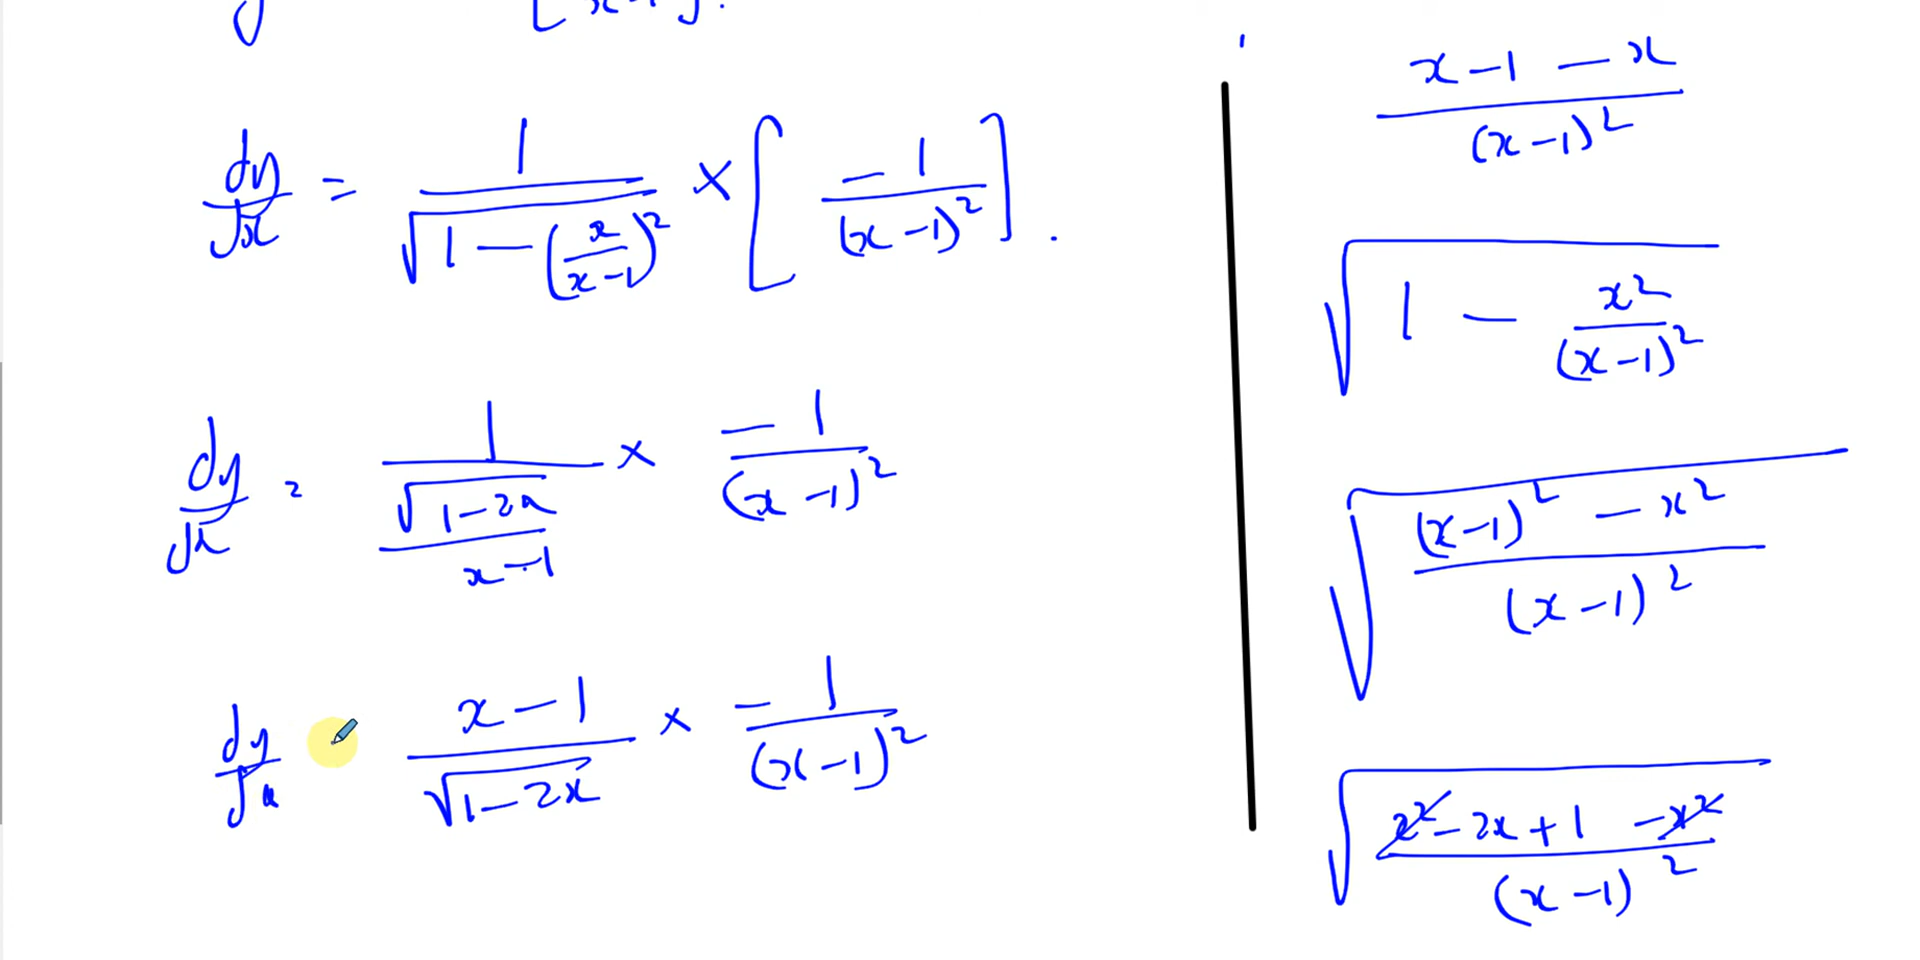 dy/dx = 1/√(1 − (x/(x−1))²) × [ −1/(x−1)² ].
dy/dx = 1/(√(1−2x)/(x−1)) × −1/(x−1)²
dy/dx x−1/√(1−2x) × −1/(x−1)²
x−1 −x/(x−1)²
√(1 − x²/(x−1)²)
√(((x−1)² − x²)/(x−1)²)
√((x² − 2x + 1 − x²)/(x−1)²)